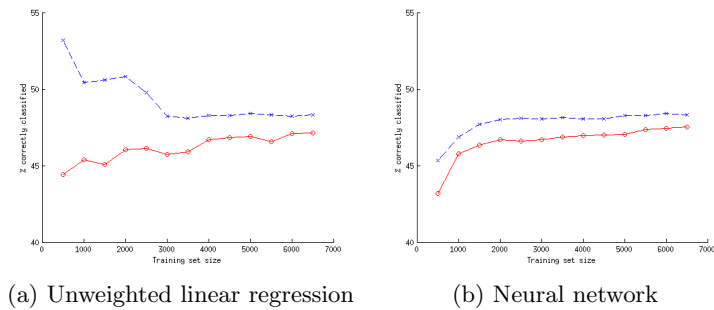 55
50
45
40
% correctly classified
0 1000 2000 3000 4000 5000 6000 7000
Training set size
(a) Unweighted linear regression
55
50
45
40
% correctly classified
0 1000 2000 3000 4000 5000 6000 7000
Training set size
(b) Neural network